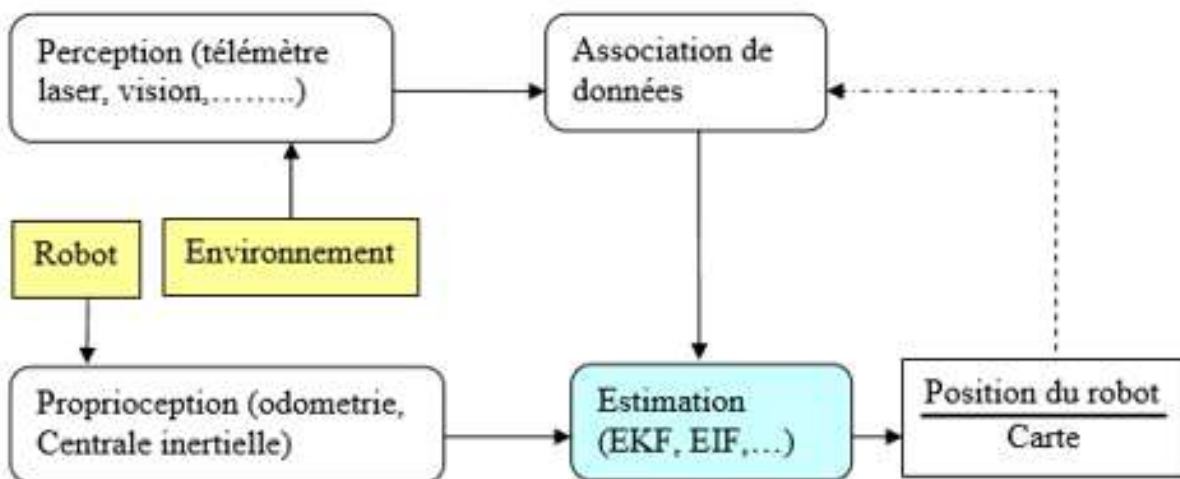 Perception (télémètre
laser, vision,……..)
Association de
données
Robot
Environnement
Proprioception (odometrie,
Centrale inertielle)
Estimation
(EKF, EIF,…)
Position du robot
Carte